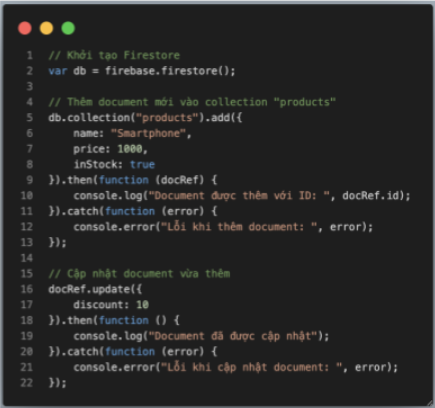 1 // Khởi tạo Firestore
2 var db = firebase.firestore();
3
4 // Thêm document mới vào collection "products"
5 db.collection("products").add({
6     name: "Smartphone",
7     price: 1000,
8     inStock: true
9 }).then(function (docRef) {
10     console.log("Document được thêm với ID: ", docRef.id);
11 }).catch(function (error) {
12     console.error("Lỗi khi thêm document: ", error);
13 });
14
15 // Cập nhật document vừa thêm
16 docRef.update({
17     discount: 10
18 }).then(function () {
19     console.log("Document đã được cập nhật");
20 }).catch(function (error) {
21     console.error("Lỗi khi cập nhật document: ", error);
22 });